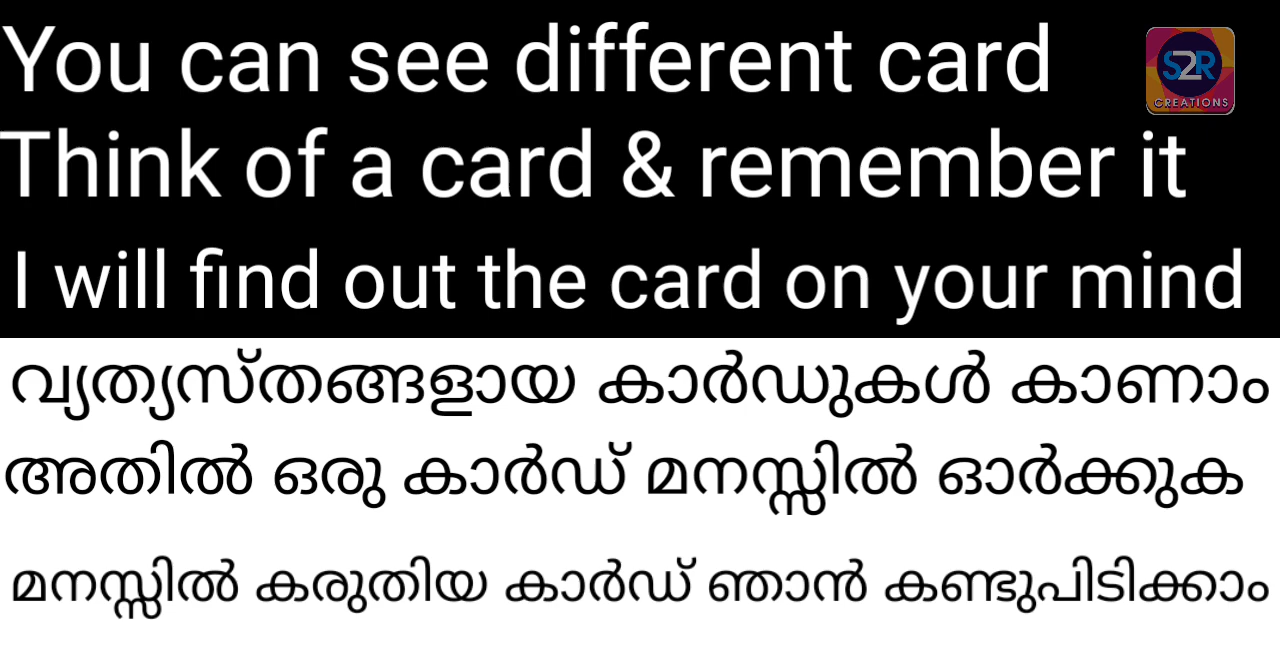 You can see different card
S2R
CREATIONS
Think of a card & remember it
I will find out the card on your mind
വ്യത്യസ്തങ്ങളായ കാർഡുകൾ കാണാം
അതിൽ ഒരു കാർഡ് മനസ്സിൽ ഓർക്കുക
മനസ്സിൽ കരുതിയ കാർഡ് ഞാൻ കണ്ടുപിടിക്കാം